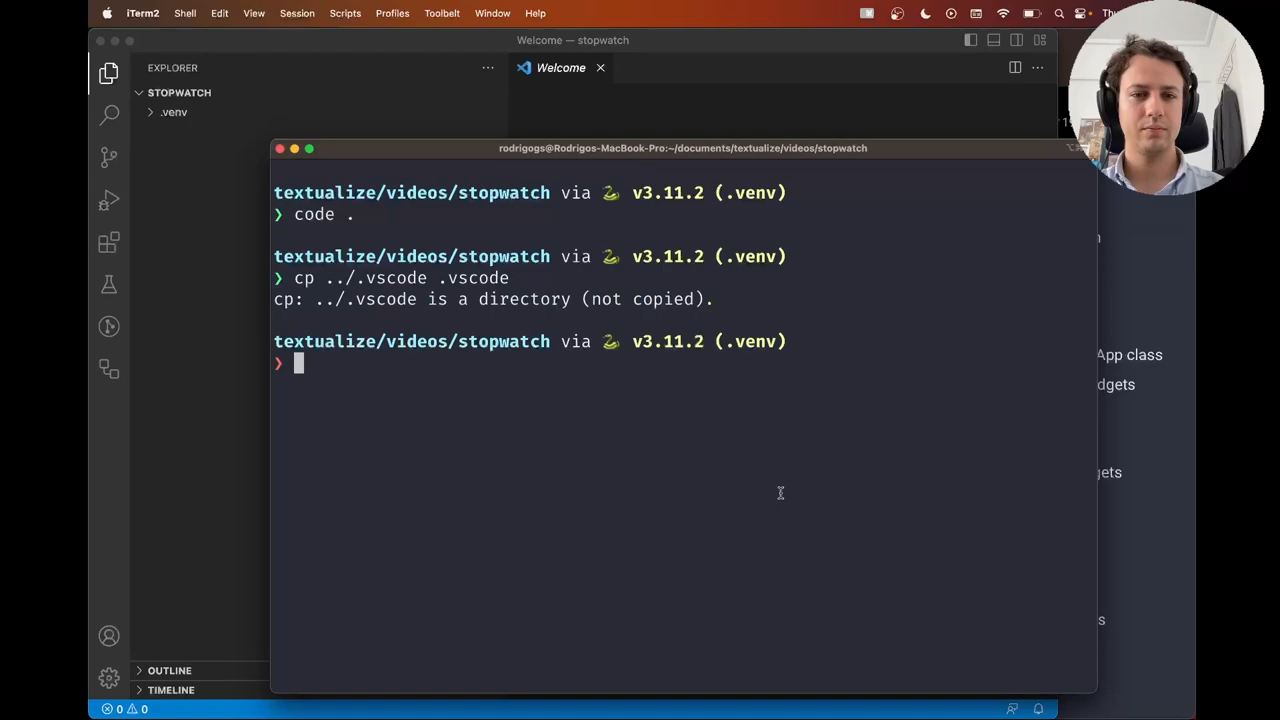 iTerm2 Shell Edit View Session Scripts Profiles Toolbelt Window Help
Welcome — stopwatch
EXPLORER
Welcome
STOPWATCH
.venv
rodrigogs@Rodrigos-MacBook-Pro:~/documents/textualize/videos/stopwatch
textualize/videos/stopwatch via 🐍 v3.11.2 (.venv)
❯ code .
textualize/videos/stopwatch via 🐍 v3.11.2 (.venv)
❯ cp ../.vscode .vscode
cp: ../.vscode is a directory (not copied).
textualize/videos/stopwatch via 🐍 v3.11.2 (.venv)
❯
App class
OUTLINE
TIMELINE
0 0